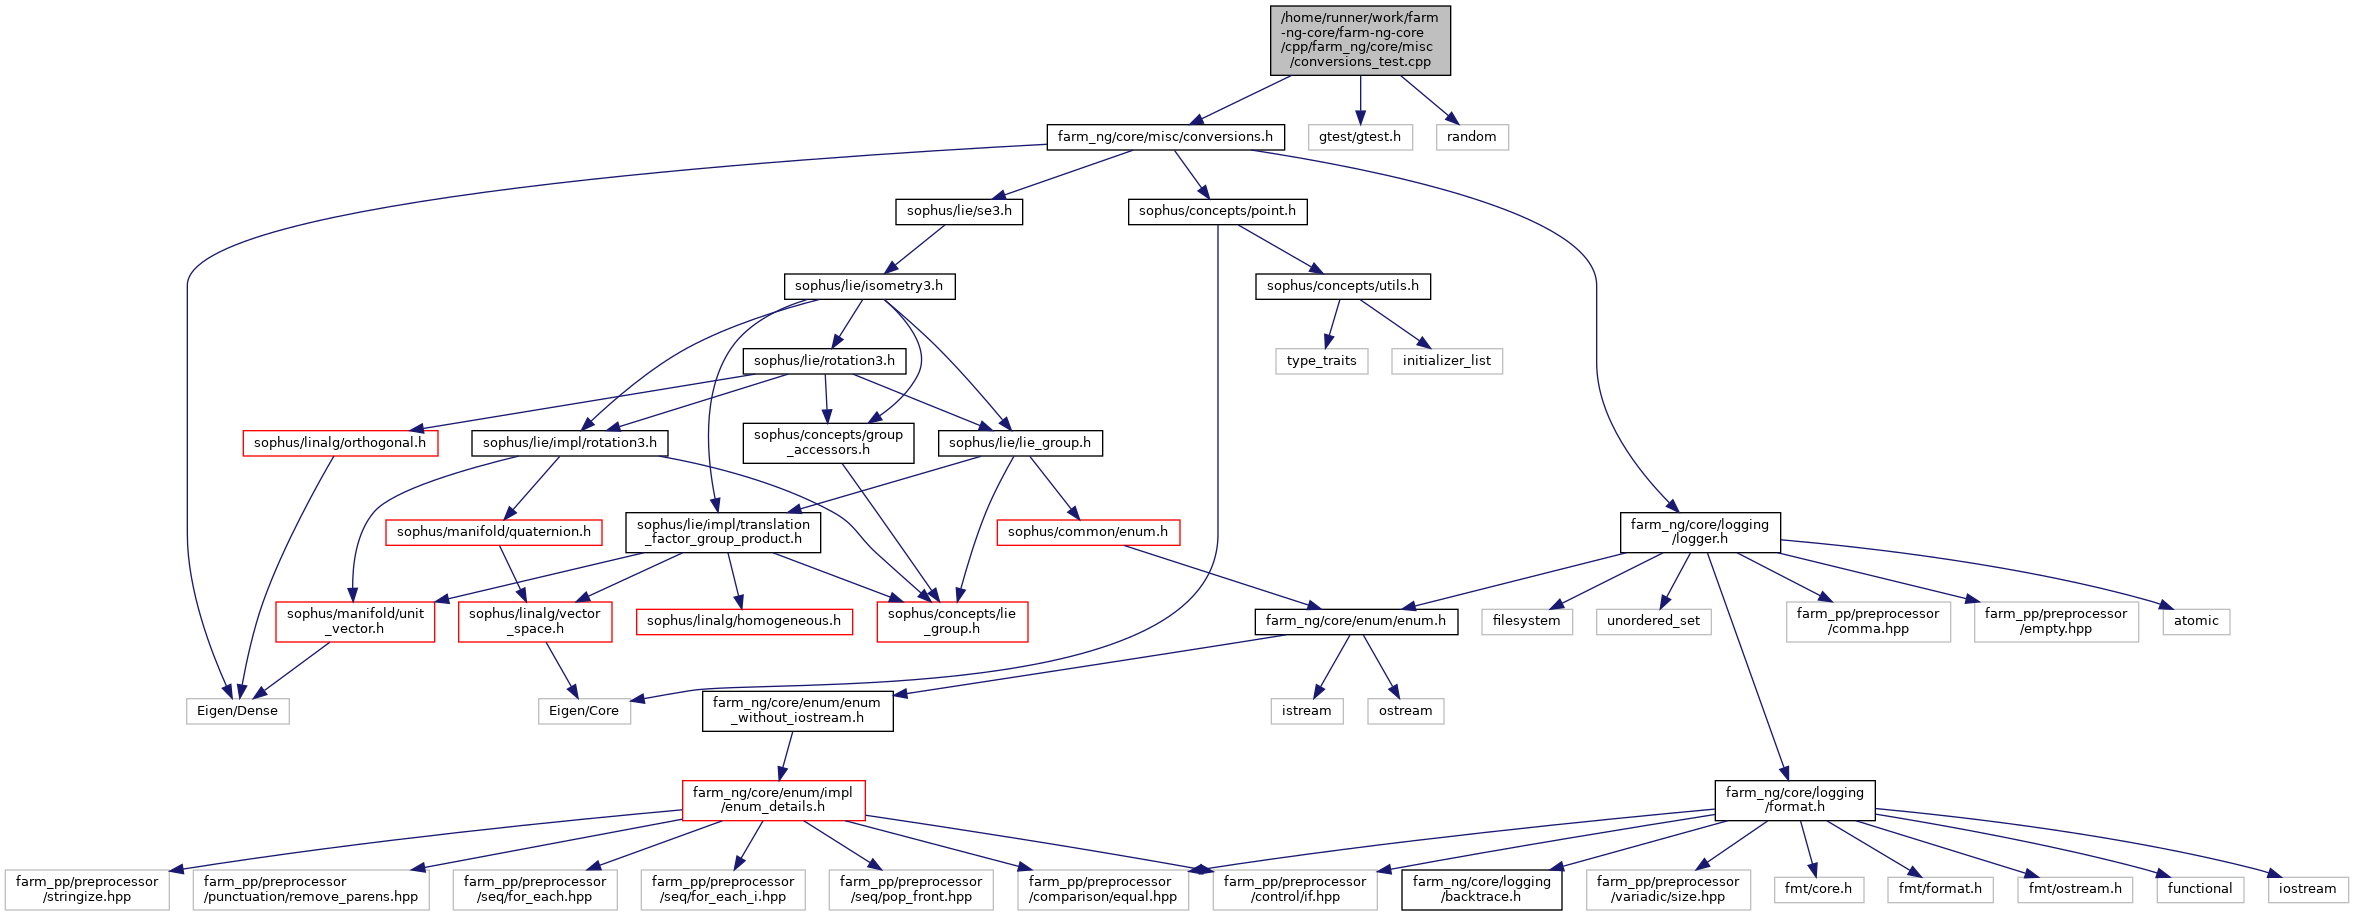 /home/runner/work/farm
-ng-core/farm-ng-core
/cpp/farm_ng/core/misc
/conversions_test.cpp
farm_ng/core/misc/conversions.h
gtest/gtest.h
random
sophus/lie/se3.h
sophus/concepts/point.h
sophus/lie/isometry3.h
sophus/concepts/utils.h
sophus/lie/rotation3.h
type_traits
initializer_list
sophus/linalg/orthogonal.h
sophus/lie/impl/rotation3.h
sophus/concepts/group
_accessors.h
sophus/lie/lie_group.h
sophus/manifold/quaternion.h
sophus/lie/impl/translation
_factor_group_product.h
sophus/common/enum.h
farm_ng/core/logging
/logger.h
sophus/manifold/unit
_vector.h
sophus/linalg/vector
_space.h
sophus/linalg/homogeneous.h
sophus/concepts/lie
_group.h
farm_ng/core/enum/enum.h
filesystem
unordered_set
farm_pp/preprocessor
/comma.hpp
farm_pp/preprocessor
/empty.hpp
atomic
Eigen/Dense
Eigen/Core
farm_ng/core/enum/enum
_without_iostream.h
istream
ostream
farm_ng/core/enum/impl
/enum_details.h
farm_ng/core/logging
/format.h
farm_pp/preprocessor
/stringize.hpp
farm_pp/preprocessor
/punctuation/remove_parens.hpp
farm_pp/preprocessor
/seq/for_each.hpp
farm_pp/preprocessor
/seq/for_each_i.hpp
farm_pp/preprocessor
/seq/pop_front.hpp
farm_pp/preprocessor
/comparison/equal.hpp
farm_pp/preprocessor
/control/if.hpp
farm_ng/core/logging
/backtrace.h
farm_pp/preprocessor
/variadic/size.hpp
fmt/core.h
fmt/format.h
fmt/ostream.h
functional
iostream